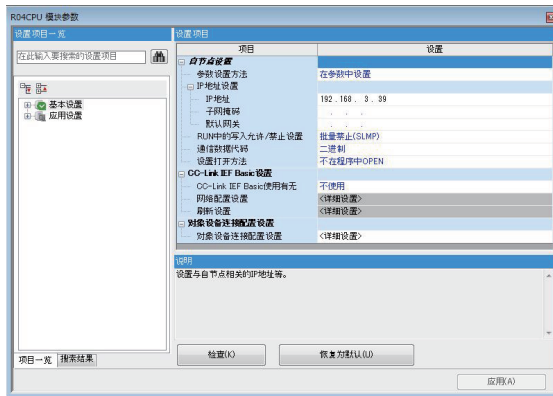 R04CPU 模块参数
设置项目一览
在此输入要搜索的设置项目
基本设置
应用设置
项目一览 搜索结果
设置项目
项目 设置
自节点设置
参数设置方法 在参数中设置
IP地址设置
IP地址 192 . 168 . 3 . 39
子网掩码 . . .
默认网关 . . .
RUN中的写入允许/禁止设置 批量禁止(SLMP)
通信数据代码 二进制
设置打开方法 不在程序中OPEN
CC-Link IEF Basic设置
CC-Link IEF Basic使用有无 不使用
网络配置设置 <详细设置>
刷新设置 <详细设置>
对象设备连接配置设置
对象设备连接配置设置 <详细设置>
说明
设置与自节点相关的IP地址等。
检查(K) 恢复为默认(U)
应用(A)